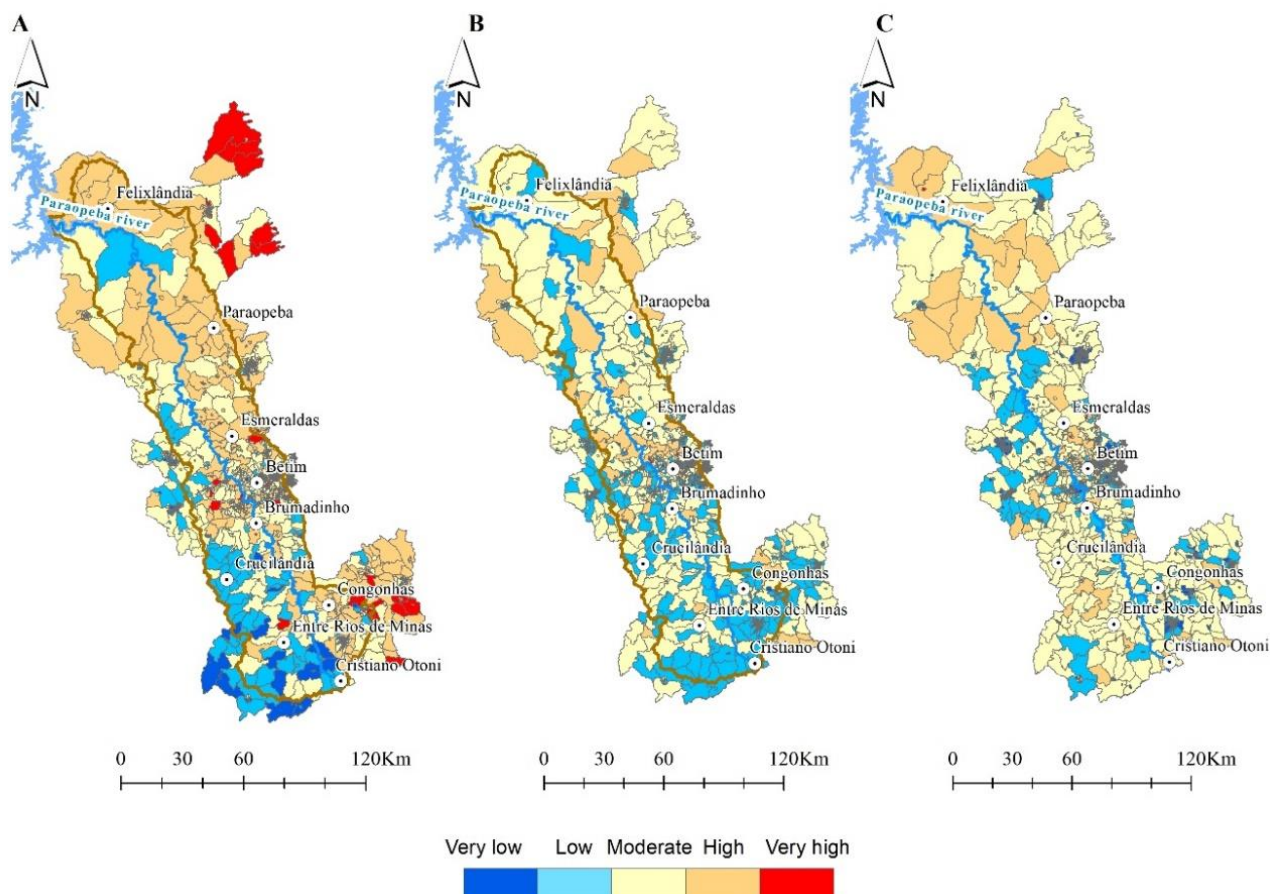 A
B
C
N
N
N
Felixlândia
Paraopeba river
Paraopeba
Esmeraldas
Betim
Brumadinho
Crucilândia
Congonhas
Entre Rios de Minas
Cristiano Otoni
Felixlândia
Paraopeba river
Paraopeba
Esmeraldas
Betim
Brumadinho
Crucilândia
Congonhas
Entre Rios de Minas
Cristiano Otoni
Felixlândia
Paraopeba river
Paraopeba
Esmeraldas
Betim
Brumadinho
Crucilândia
Congonhas
Entre Rios de Minas
Cristiano Otoni
0 30 60 120Km
0 30 60 120Km
0 30 60 120Km
Very low Low Moderate High Very high